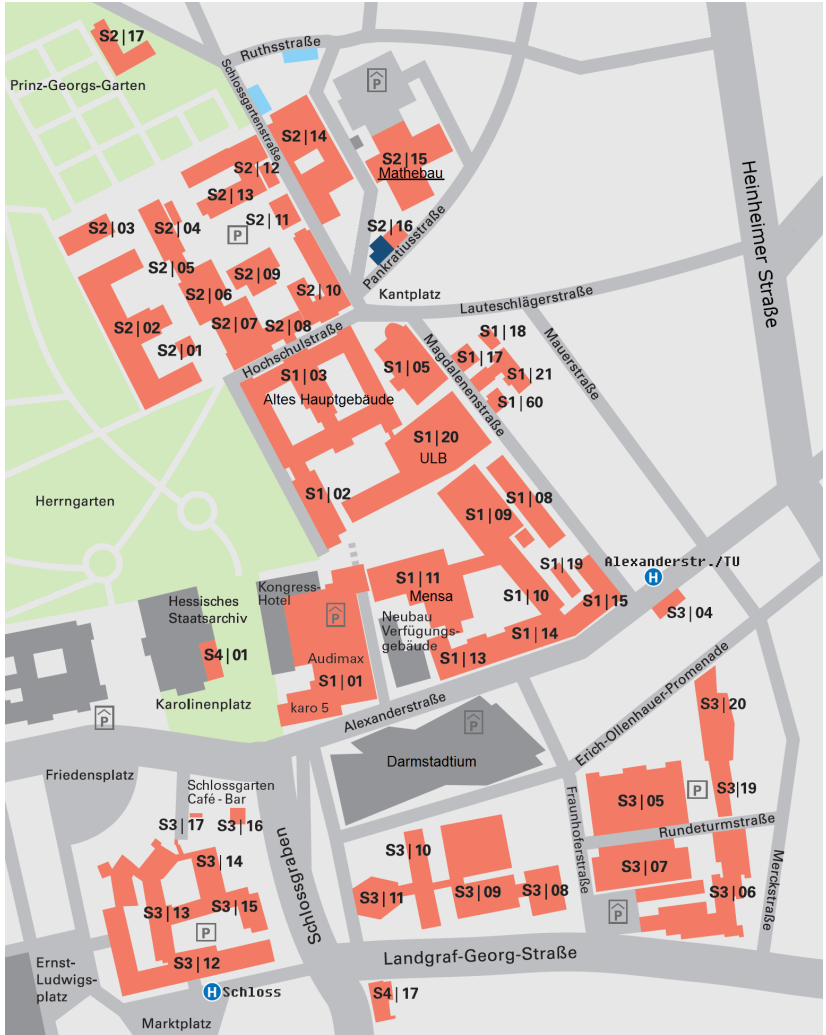 S2|17
Ruthsstraße
Prinz-Georgs-Garten
Schlossgartenstraße
P
Heinheimer Straße
S2|14
S2|15
Mathebau
S2|12
S2|13
S2|11
S2|16
S2|03
S2|04
P
Pankratiusstraße
S2|05
S2|09
S2|06
S2|10
Kantplatz
Lauteschlägerstraße
S2|02
S2|07
S2|08
S2|01
Hochschulstraße
Magdalenenstraße
Mauerstraße
S1|18
S1|17
S1|03
S1|05
S1|21
Altes Hauptgebäude
S1|60
S1|20
ULB
Herrngarten
S1|02
S1|08
S1|09
Alexanderstr./TU
H
S1|19
S1|11
Mensa
Kongress-
Hotel
Hessisches
Staatsarchiv
S1|10
S1|15
S3|04
P
Neubau
Verfügungs-
gebäude
S1|14
S4|01
Audimax
S1|13
S1|01
Karolinenplatz
karo 5
Alexanderstraße
Erich-Ollenhauer-Promenade
S3|20
P
P
Darmstadtium
Friedensplatz
Schlossgarten
Café-Bar
S3|19
P
S3|05
S3|17
S3|16
Schlossgraben
Fraunhoferstraße
Rundeturmstraße
Merckstraße
S3|14
S3|10
S3|07
S3|11
S3|09
S3|08
S3|06
S3|13
S3|15
P
P
Landgraf-Georg-Straße
S3|12
Ernst-
Ludwigs-
platz
H
Schloss
S4|17
Marktplatz